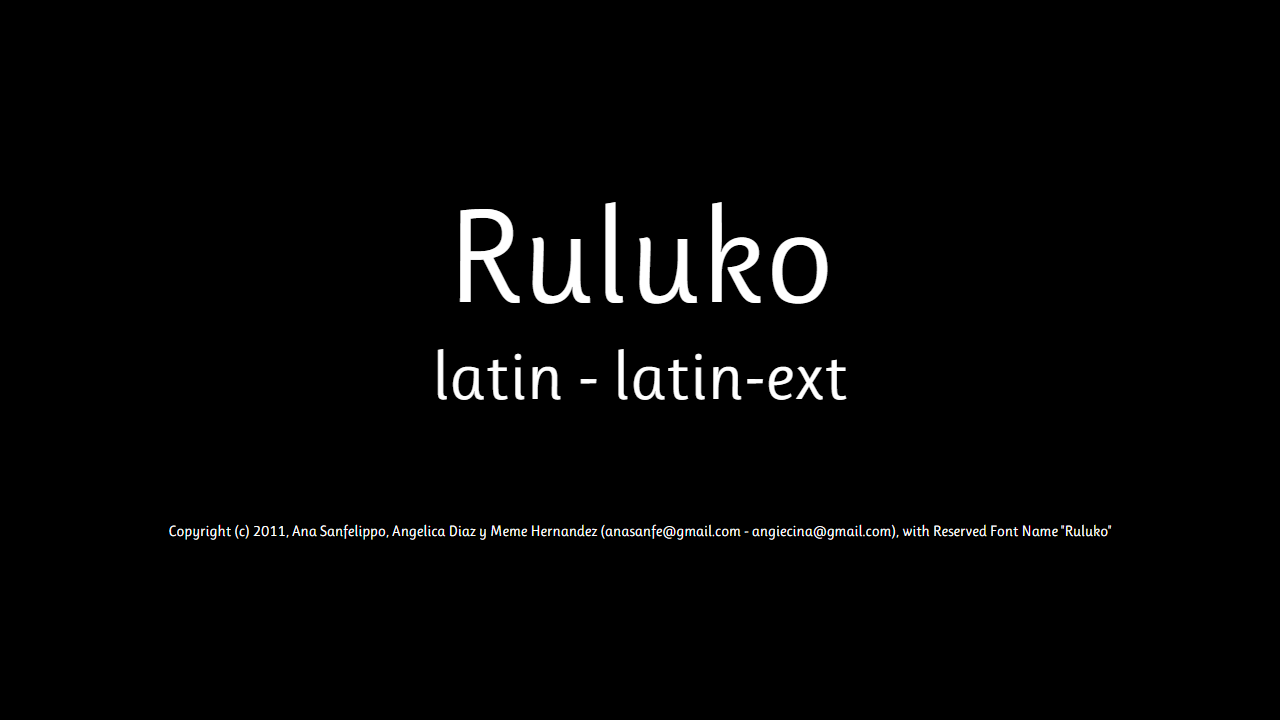 Ruluko
latin - latin-ext
Copyright (c) 2011, Ana Sanfelippo, Angelica Diaz y Meme Hernandez (anasanfe@gmail.com - angiecina@gmail.com), with Reserved Font Name "Ruluko"